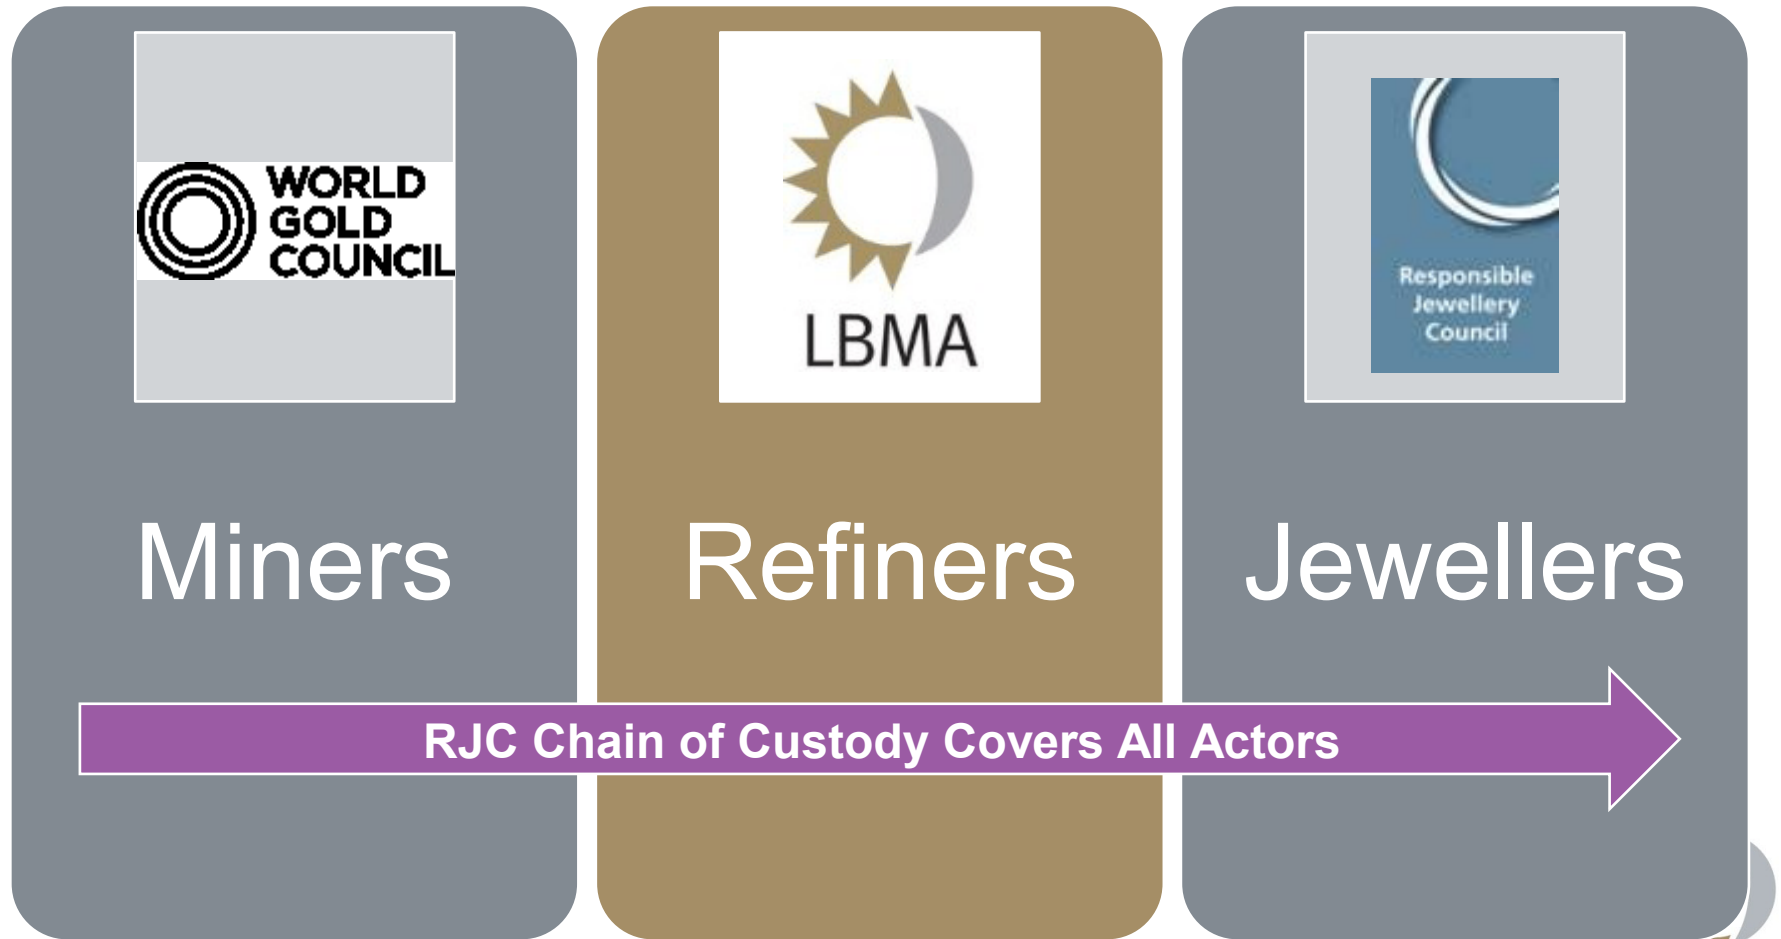 WORLD
GOLD
COUNCIL
LBMA
Responsible
Jewellery
Council
Miners
Refiners
Jewellers
RJC Chain of Custody Covers All Actors